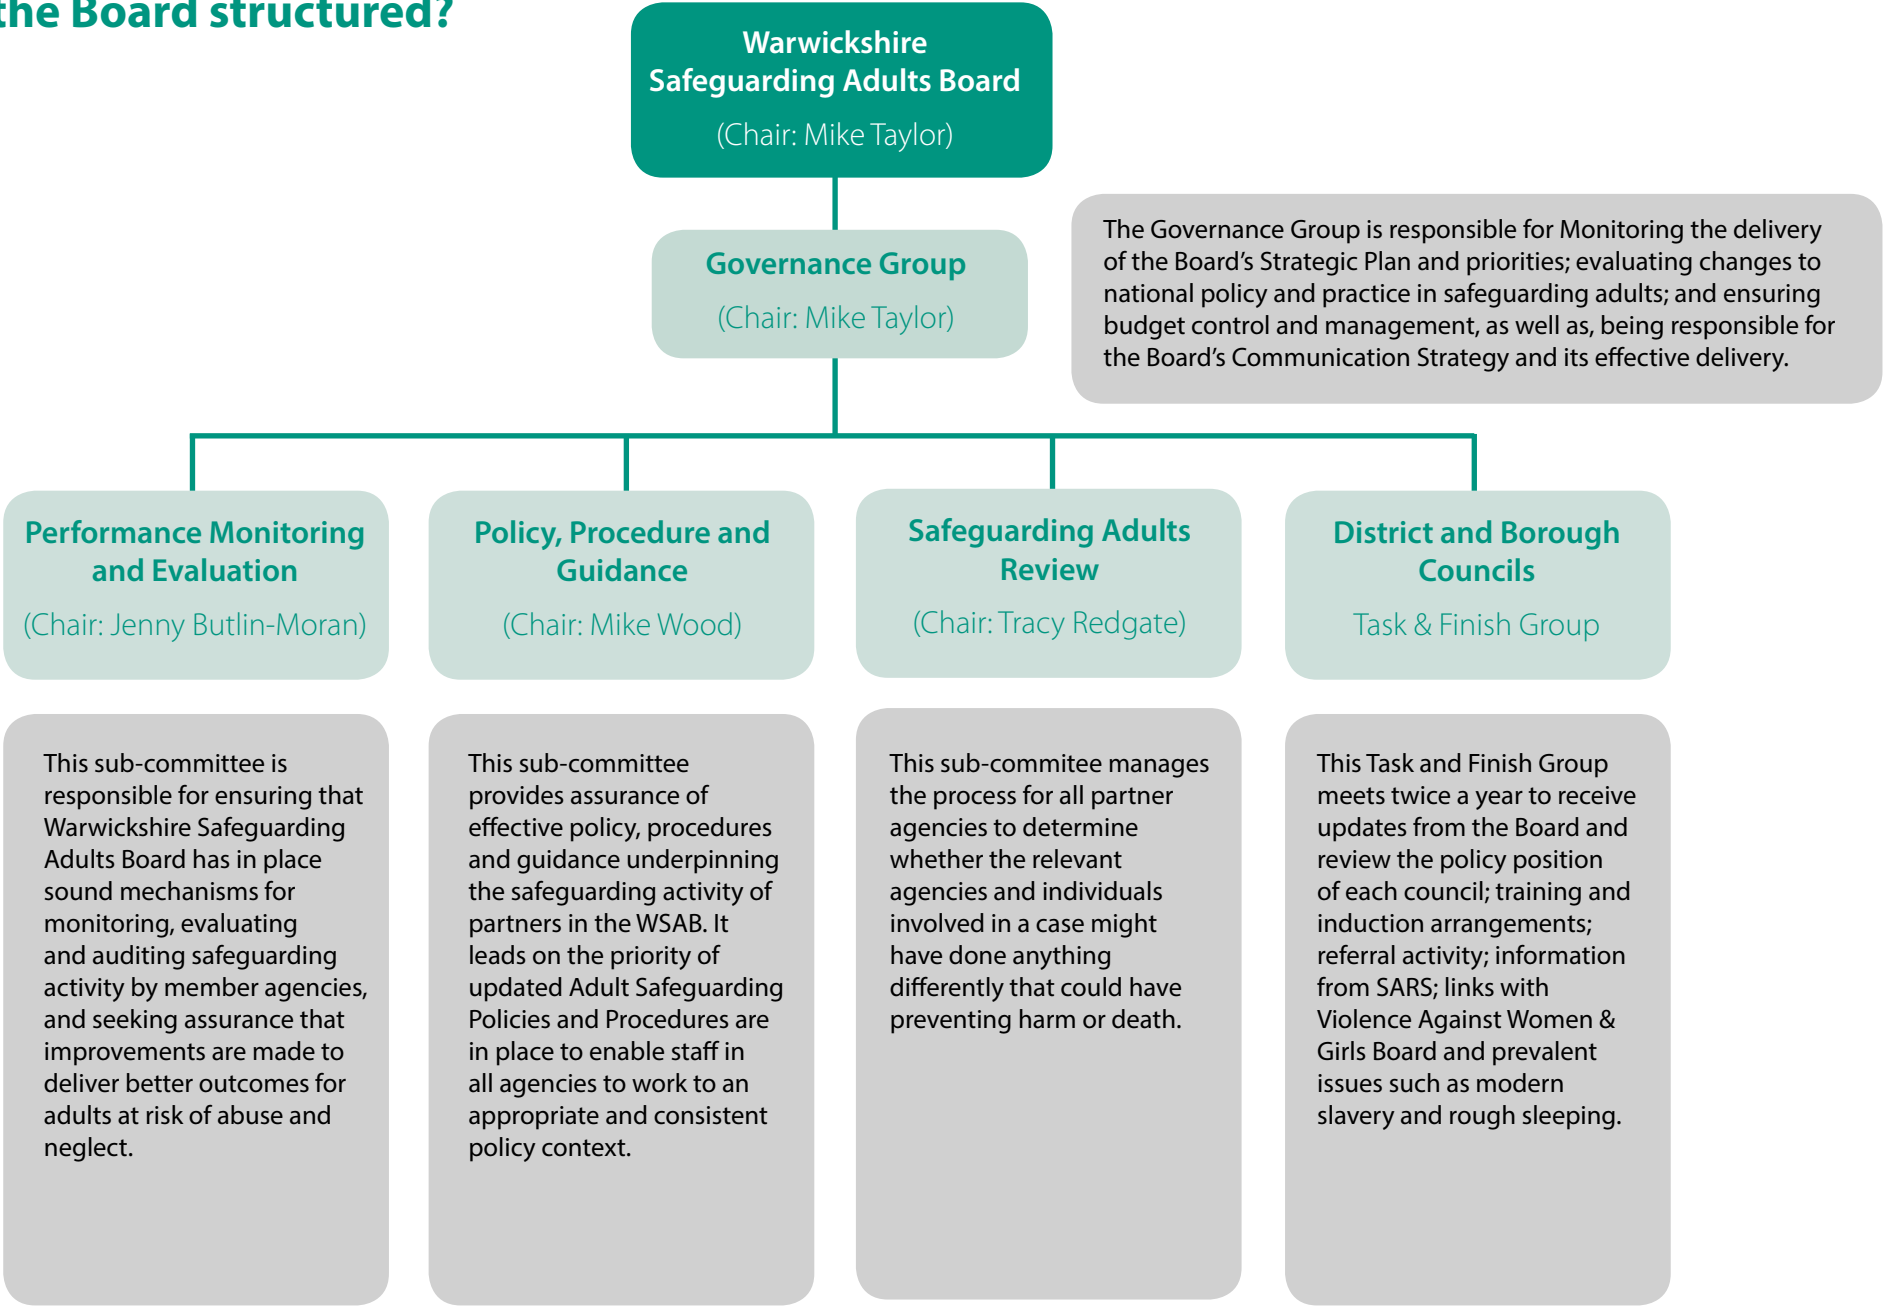 the Board structured?
Warwickshire
Safeguarding Adults Board
(Chair: Mike Taylor)
Governance Group
(Chair: Mike Taylor)
The Governance Group is responsible for Monitoring the delivery
of the Board’s Strategic Plan and priorities; evaluating changes to
national policy and practice in safeguarding adults; and ensuring
budget control and management, as well as, being responsible for
the Board’s Communication Strategy and its effective delivery.
Performance Monitoring
and Evaluation
(Chair: Jenny Butlin-Moran)
Policy, Procedure and
Guidance
(Chair: Mike Wood)
Safeguarding Adults
Review
(Chair: Tracy Redgate)
District and Borough
Councils
Task & Finish Group
This sub-committee is
responsible for ensuring that
Warwickshire Safeguarding
Adults Board has in place
sound mechanisms for
monitoring, evaluating
and auditing safeguarding
activity by member agencies,
and seeking assurance that
improvements are made to
deliver better outcomes for
adults at risk of abuse and
neglect.
This sub-committee
provides assurance of
effective policy, procedures
and guidance underpinning
the safeguarding activity of
partners in the WSAB. It
leads on the priority of
updated Adult Safeguarding
Policies and Procedures are
in place to enable staff in
all agencies to work to an
appropriate and consistent
policy context.
This sub-commitee manages
the process for all partner
agencies to determine
whether the relevant
agencies and individuals
involved in a case might
have done anything
differently that could have
preventing harm or death.
This Task and Finish Group
meets twice a year to receive
updates from the Board and
review the policy position
of each council; training and
induction arrangements;
referral activity; information
from SARS; links with
Violence Against Women &
Girls Board and prevalent
issues such as modern
slavery and rough sleeping.